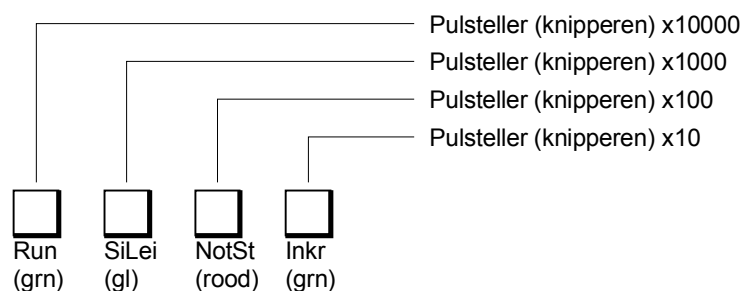 Pulsteller (knipperen) x10000
Pulsteller (knipperen) x1000
Pulsteller (knipperen) x100
Pulsteller (knipperen) x10
Run SiLei NotSt Inkr
(grn) (gl) (rood) (grn)